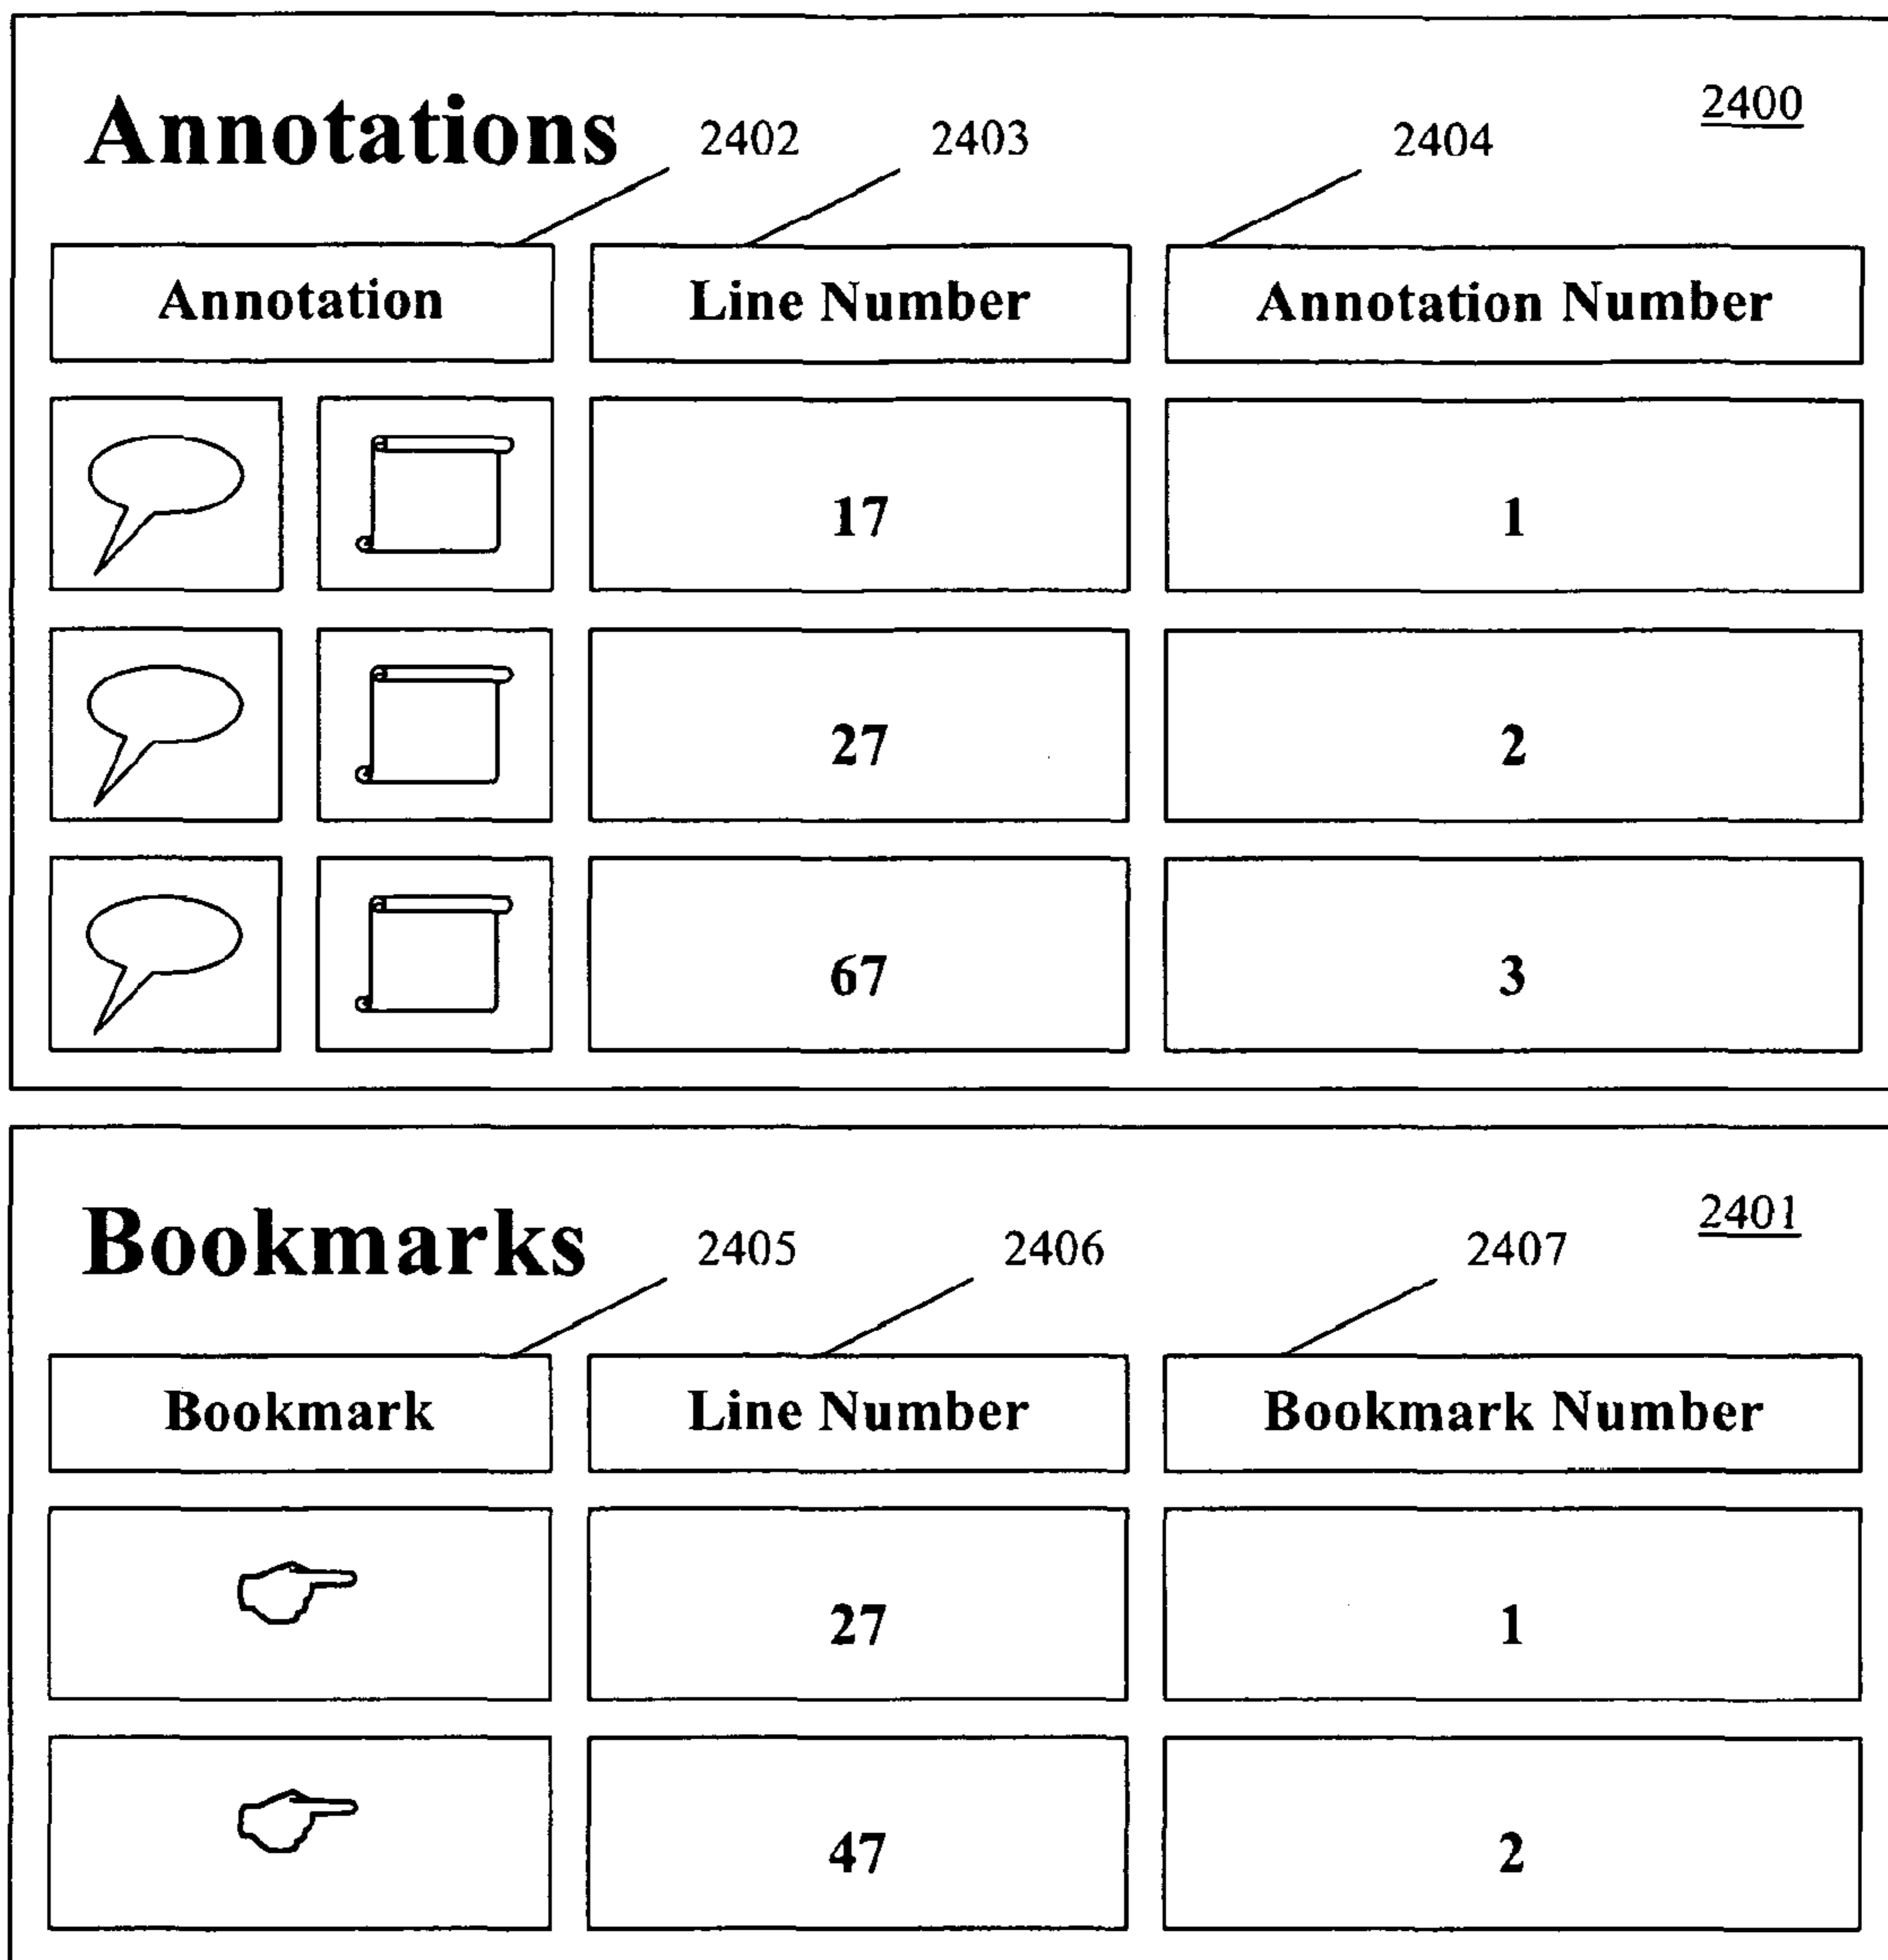 2400
Annotations 2402 2403 2404
Annotation Line Number Annotation Number
17 1
27 2
67 3
2401
Bookmarks 2405 2406 2407
Bookmark Line Number Bookmark Number
27 1
47 2